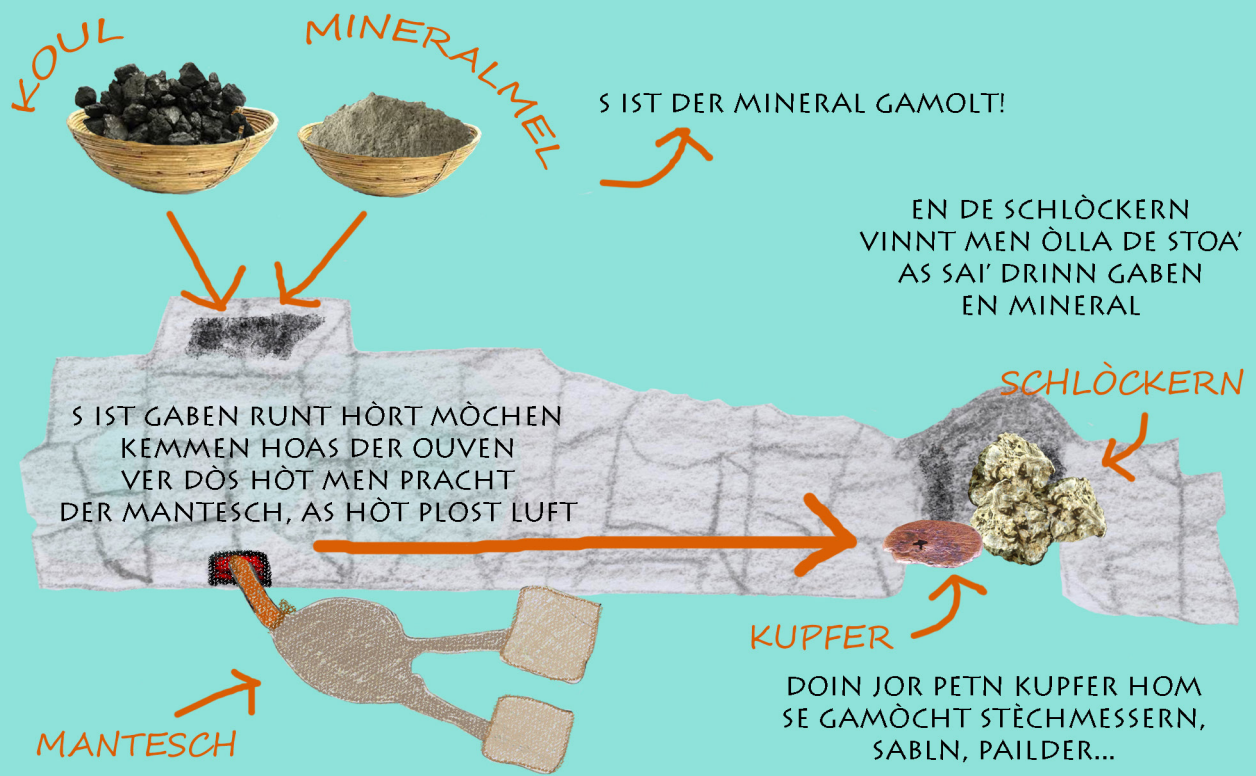 KOUL
MINERALMEL
S IST DER MINERAL GAMOLT!
EN DE SCHLÒCKERN
VINNT MEN ÒLLA DE STOA'
AS SAI' DRINN GABEN
EN MINERAL
SCHLÒCKERN
S IST GABEN RUNT HÒRT MÒCHEN
KEMMEN HOAS DER OUVEN
VER DÒS HÒT MEN PRACHT
DER MANTESCH, AS HÒT PLOST LUFT
KUPFER
MANTESCH
DOIN JOR PETN KUPFER HOM
SE GAMÒCHT STÈCHMESSERN,
SABLN, PAILDER...